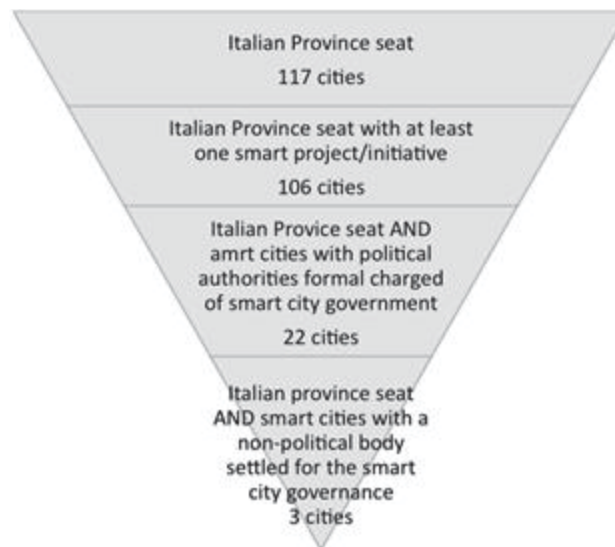 Italian Province seat
117 cities
Italian Province seat with at least
one smart project/initiative
106 cities
Italian Provice seat AND
amrt cities with political
authorities formal charged
of smart city government
22 cities
Italian province seat
AND smart cities with a
non-political body
settled for the smart
city governance
3 cities